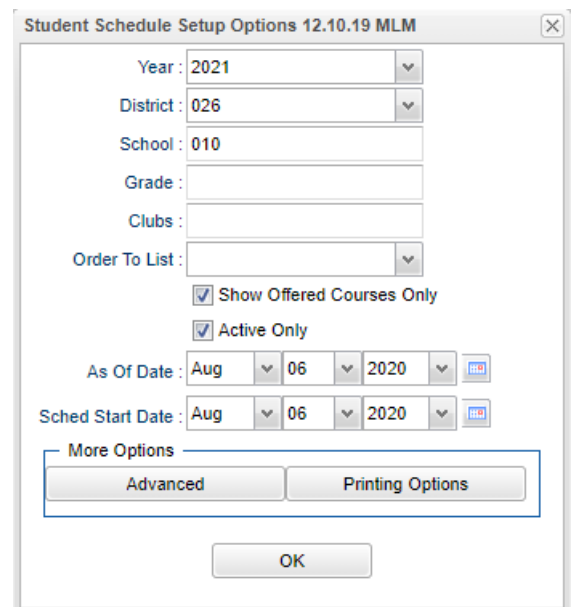 Student Schedule Setup Options 12.10.19 MLM
Year : 2021
District : 026
School : 010
Grade :
Clubs :
Order To List :
Show Offered Courses Only
Active Only
As Of Date : Aug 06 2020
Sched Start Date : Aug 06 2020
More Options
Advanced Printing Options
OK